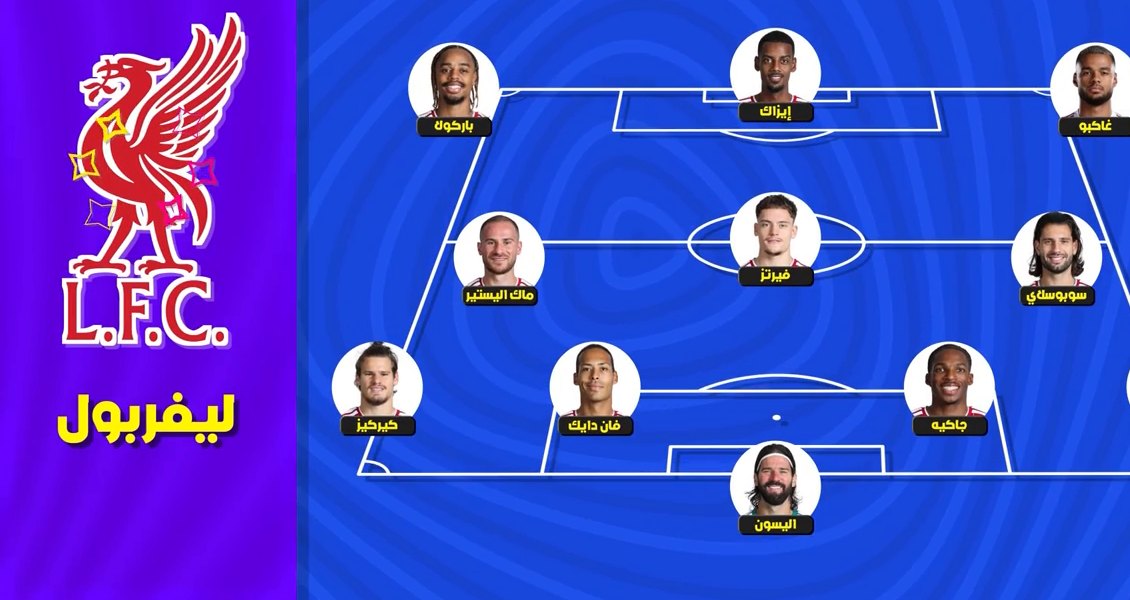 L.F.C.
ليفربول
باركولا
إيزاك
غاكبو
ماك اليستير
فيرتز
سوبوسلاي
كيركيز
فان دايك
جاكيه
اليسون